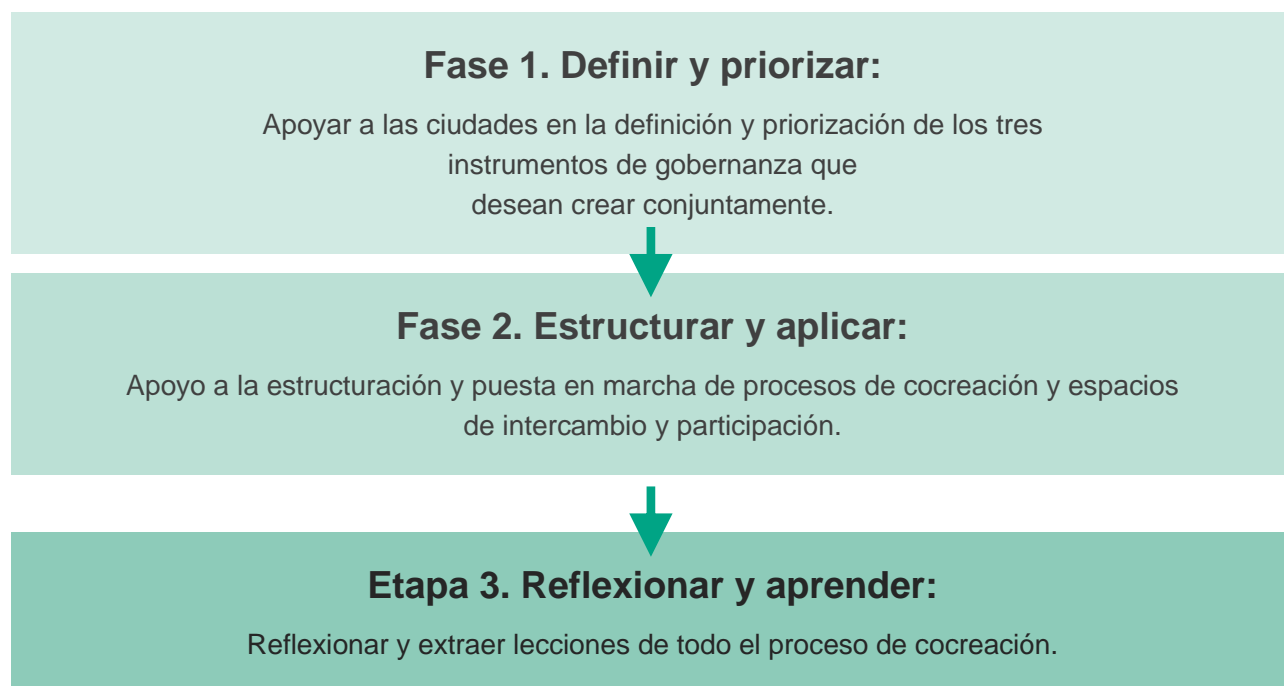 Fase 1. Definir y priorizar:
Apoyar a las ciudades en la definición y priorización de los tres
instrumentos de gobernanza que
desean crear conjuntamente.
Fase 2. Estructurar y aplicar:
Apoyo a la estructuración y puesta en marcha de procesos de cocreación y espacios
de intercambio y participación.
Etapa 3. Reflexionar y aprender:
Reflexionar y extraer lecciones de todo el proceso de cocreación.